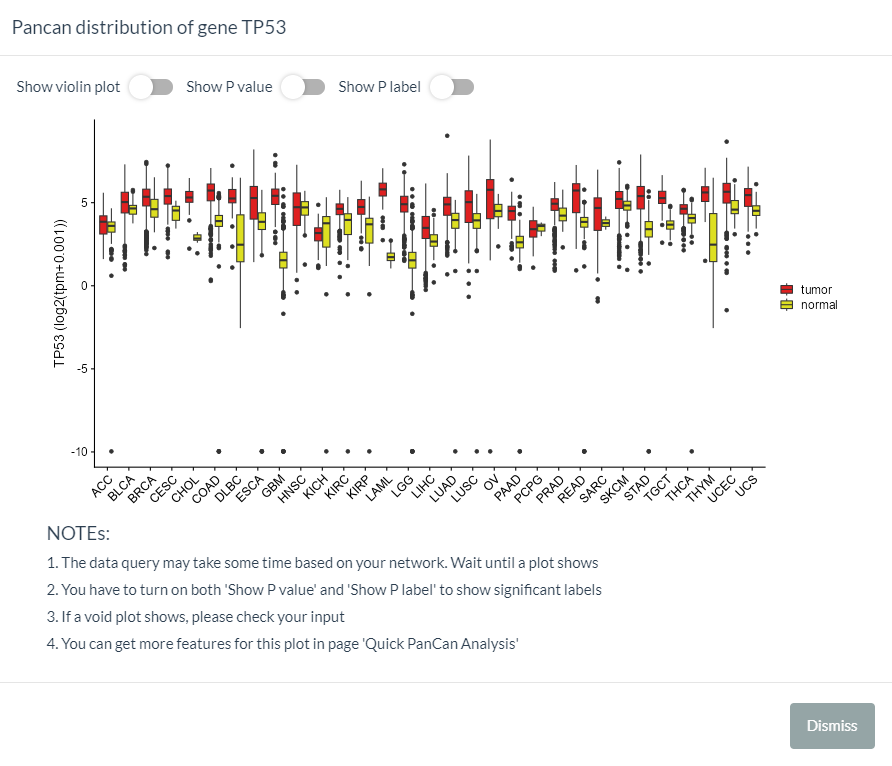 Pancan distribution of gene TP53
Show violin plot Show P value Show P label
TP53 (log2(tpm+0.001))
5
0
-5
-10
ACC BLCA BRCA CESC CHOL COAD DLBC ESCA GBM HNSC KICH KIRC KIRP LAML LGG LIHC LUAD LUSC OV PAAD PCPG PRAD READ SARC SKCM STAD TGCT THCA THYM UCEC UCS
tumor
normal
NOTEs:
1. The data query may take some time based on your network. Wait until a plot shows
2. You have to turn on both 'Show P value' and 'Show P label' to show significant labels
3. If a void plot shows, please check your input
4. You can get more features for this plot in page 'Quick PanCan Analysis'
Dismiss